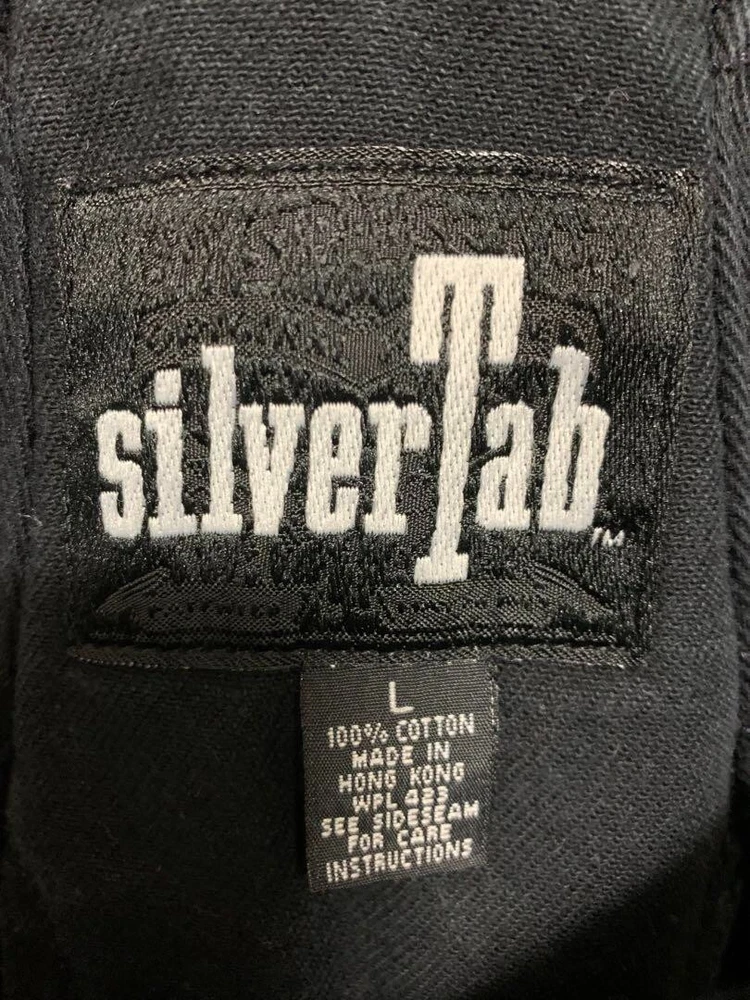 silverTab™
L
100% COTTON
MADE IN
HONG KONG
WPL 423
SEE SIDESEAM
FOR CARE
INSTRUCTIONS